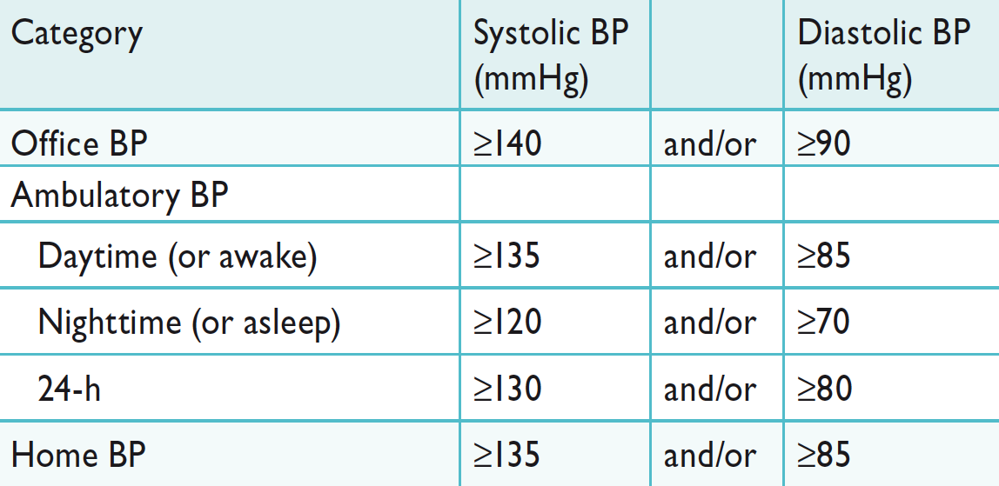 Category Systolic BP (mmHg) Diastolic BP (mmHg)
Office BP ≥140 and/or ≥90
Ambulatory BP
Daytime (or awake) ≥135 and/or ≥85
Nighttime (or asleep) ≥120 and/or ≥70
24-h ≥130 and/or ≥80
Home BP ≥135 and/or ≥85